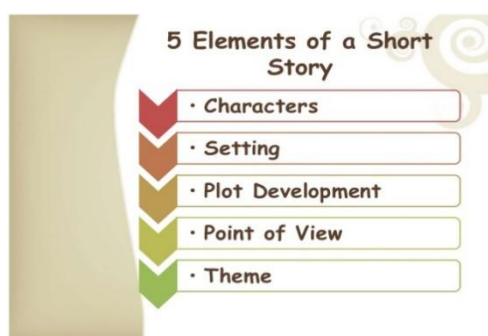 5 Elements of a Short
Story
· Characters
· Setting
· Plot Development
· Point of View
· Theme